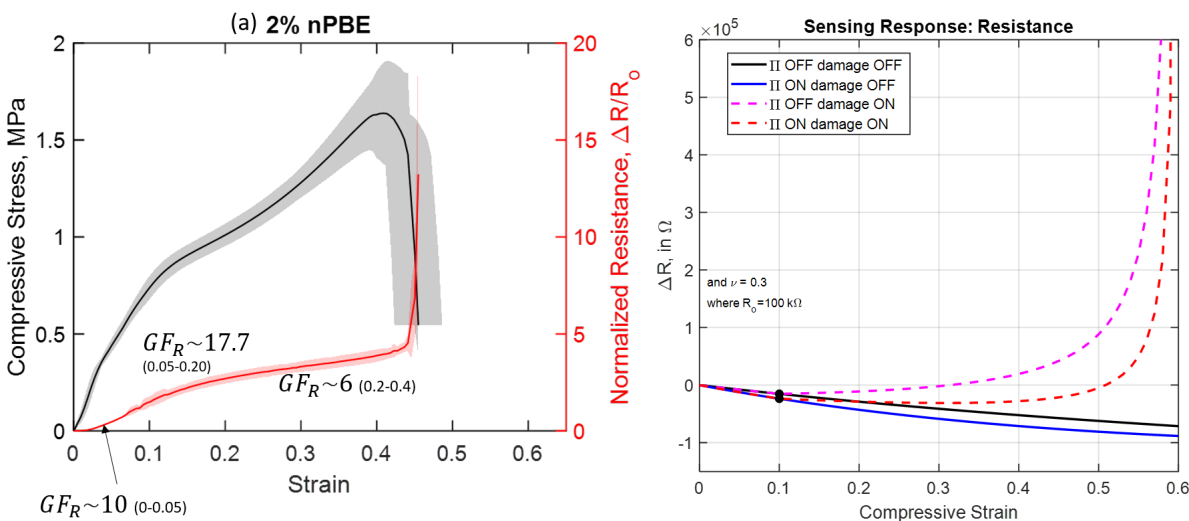 (a) 2% nPBE
2
1.5
1
0.5
0
Compressive Stress, MPa
20
15
10
5
0
Normalized Resistance, ΔR/Ro
GF_R~17.7
(0.05-0.20)
GF_R~6 (0.2-0.4)
0 0.1 0.2 0.3 0.4 0.5 0.6
Strain
GF_R~10 (0-0.05)
Sensing Response: Resistance
×10^5
6
5
4
3
2
1
0
-1
ΔR, in Ω
Π OFF damage OFF
Π ON damage OFF
Π OFF damage ON
Π ON damage ON
and ν = 0.3
where Ro=100 kΩ
0 0.1 0.2 0.3 0.4 0.5 0.6
Compressive Strain